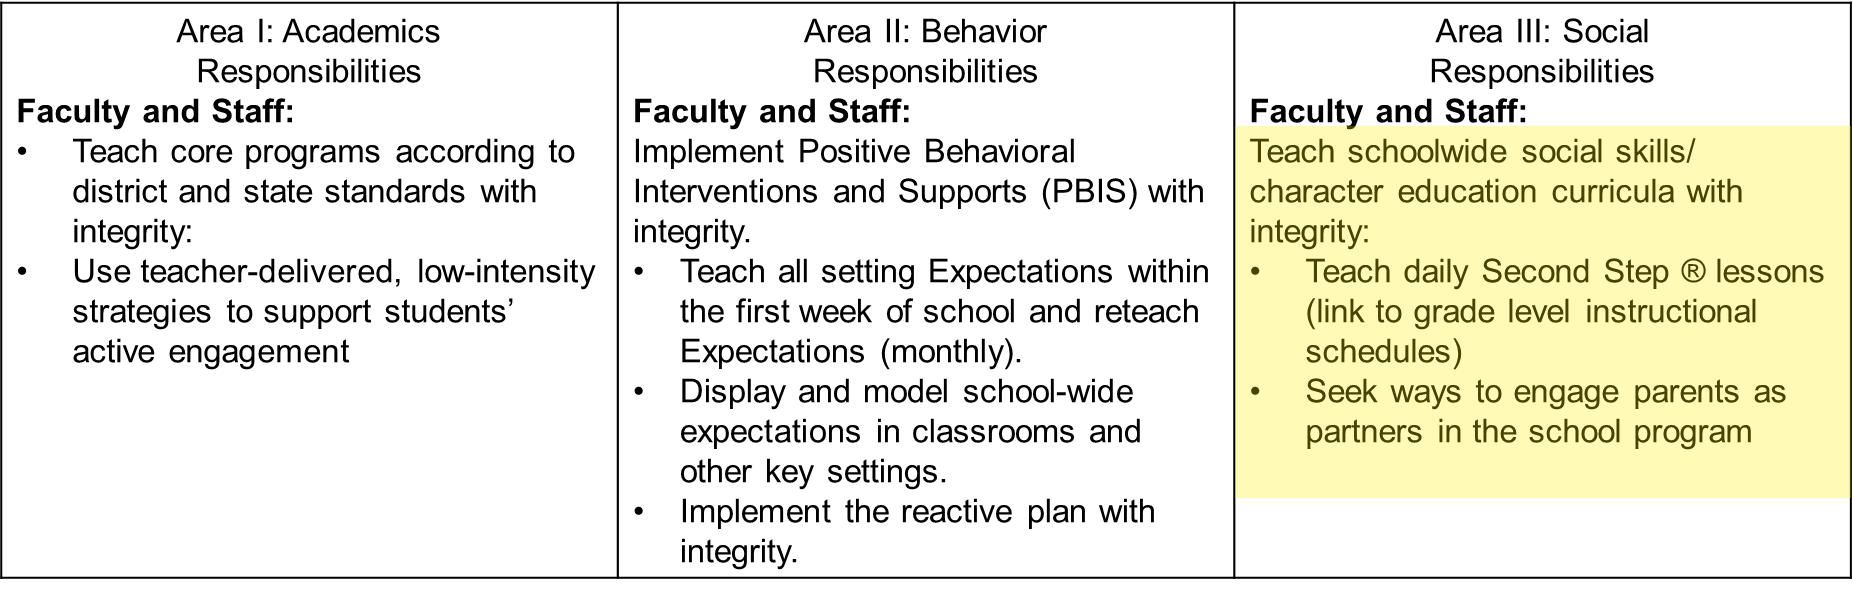 Area I: Academics
Responsibilities
Faculty and Staff:
• Teach core programs according to
district and state standards with
integrity:
• Use teacher-delivered, low-intensity
strategies to support students’
active engagement
Area II: Behavior
Responsibilities
Faculty and Staff:
Implement Positive Behavioral
Interventions and Supports (PBIS) with
integrity.
• Teach all setting Expectations within
the first week of school and reteach
Expectations (monthly).
• Display and model school-wide
expectations in classrooms and
other key settings.
• Implement the reactive plan with
integrity.
Area III: Social
Responsibilities
Faculty and Staff:
Teach schoolwide social skills/
character education curricula with
integrity:
• Teach daily Second Step ® lessons
(link to grade level instructional
schedules)
• Seek ways to engage parents as
partners in the school program